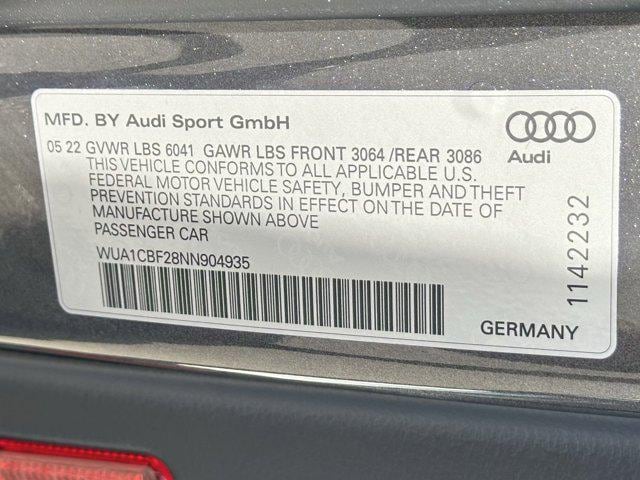 MFD. BY Audi Sport GmbH
05 22 GVWR LBS 6041 GAWR LBS FRONT 3064 /REAR 3086
THIS VEHICLE CONFORMS TO ALL APPLICABLE U.S.
FEDERAL MOTOR VEHICLE SAFETY, BUMPER AND THEFT
PREVENTION STANDARDS IN EFFECT ON THE DATE OF
MANUFACTURE SHOWN ABOVE
PASSENGER CAR
WUA1CBF28NN904935
Audi
1142232
GERMANY